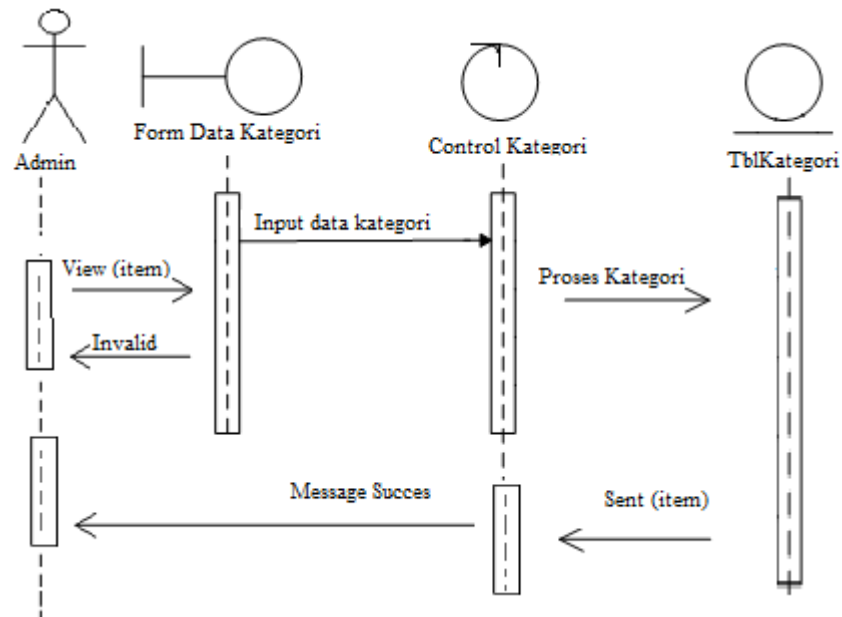 Form Data Kategori
Control Kategori
Admin
TblKategori
Input data kategori
View (item)
Proses Kategori
Invalid
Message Succes
Sent (item)